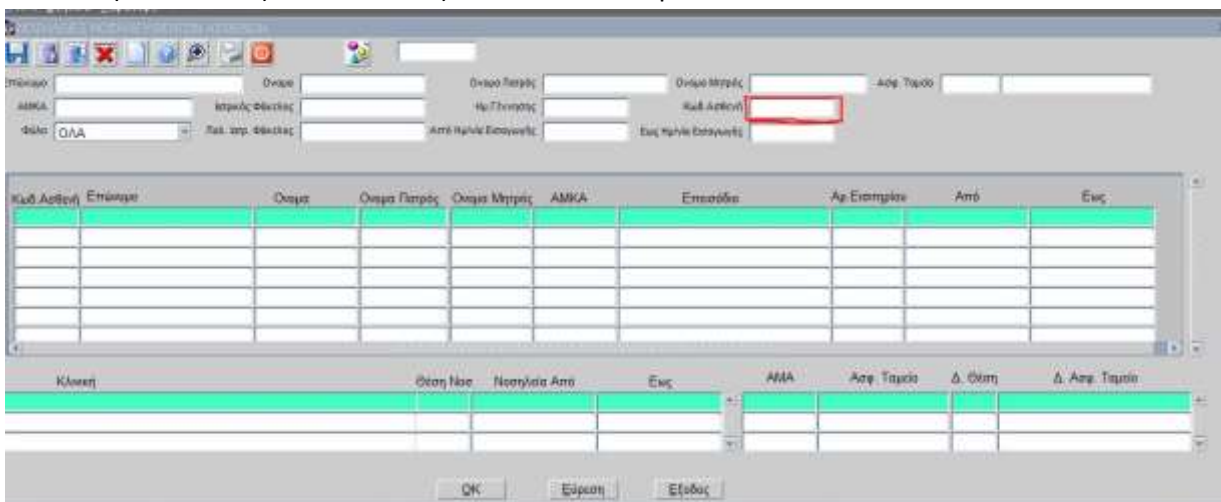 Επώνυμο Όνομα Όνομα Πατρός Όνομα Μητρός Ασφ. Ταμείο
ΑΜΚΑ Ιατρικός Φάκελος Ημ.Γέννησης Κωδ.Ασθενή
Φύλο ΟΛΑ Παλ. Ιατρ. Φάκελος Από Ημ/νία Εισαγωγής Εως Ημ/νία Εισαγωγής
Κωδ.Ασθενή Επώνυμο Όνομα Όνομα Πατρός Όνομα Μητρός ΑΜΚΑ Επεισόδιο Αρ.Εισιτηρίου Από Εως
Κλινική Θέση Νοσ Νοσηλεία Από Εως ΑΜΑ Ασφ. Ταμείο Δ. Θέση Δ. Ασφ. Ταμείο
OK Εύρεση Εξοδος